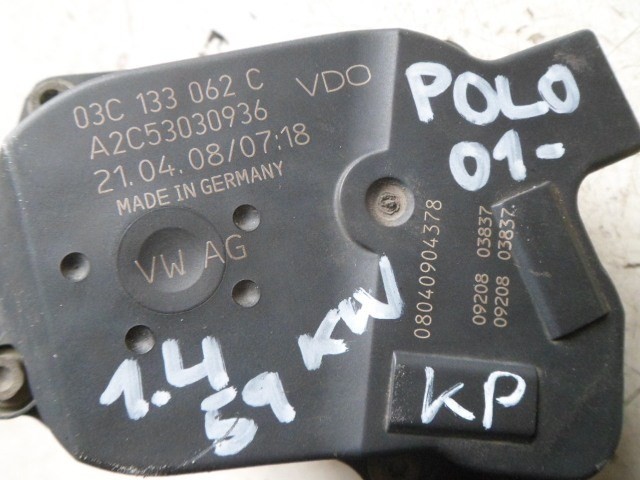 03C 133 062 C
VDO
A2C53030936
21.04.08/07:18
MADE IN GERMANY
VW AG
POLO
01-
08040904378
09208 03837
09208 03837
1.4
59 KW
KP